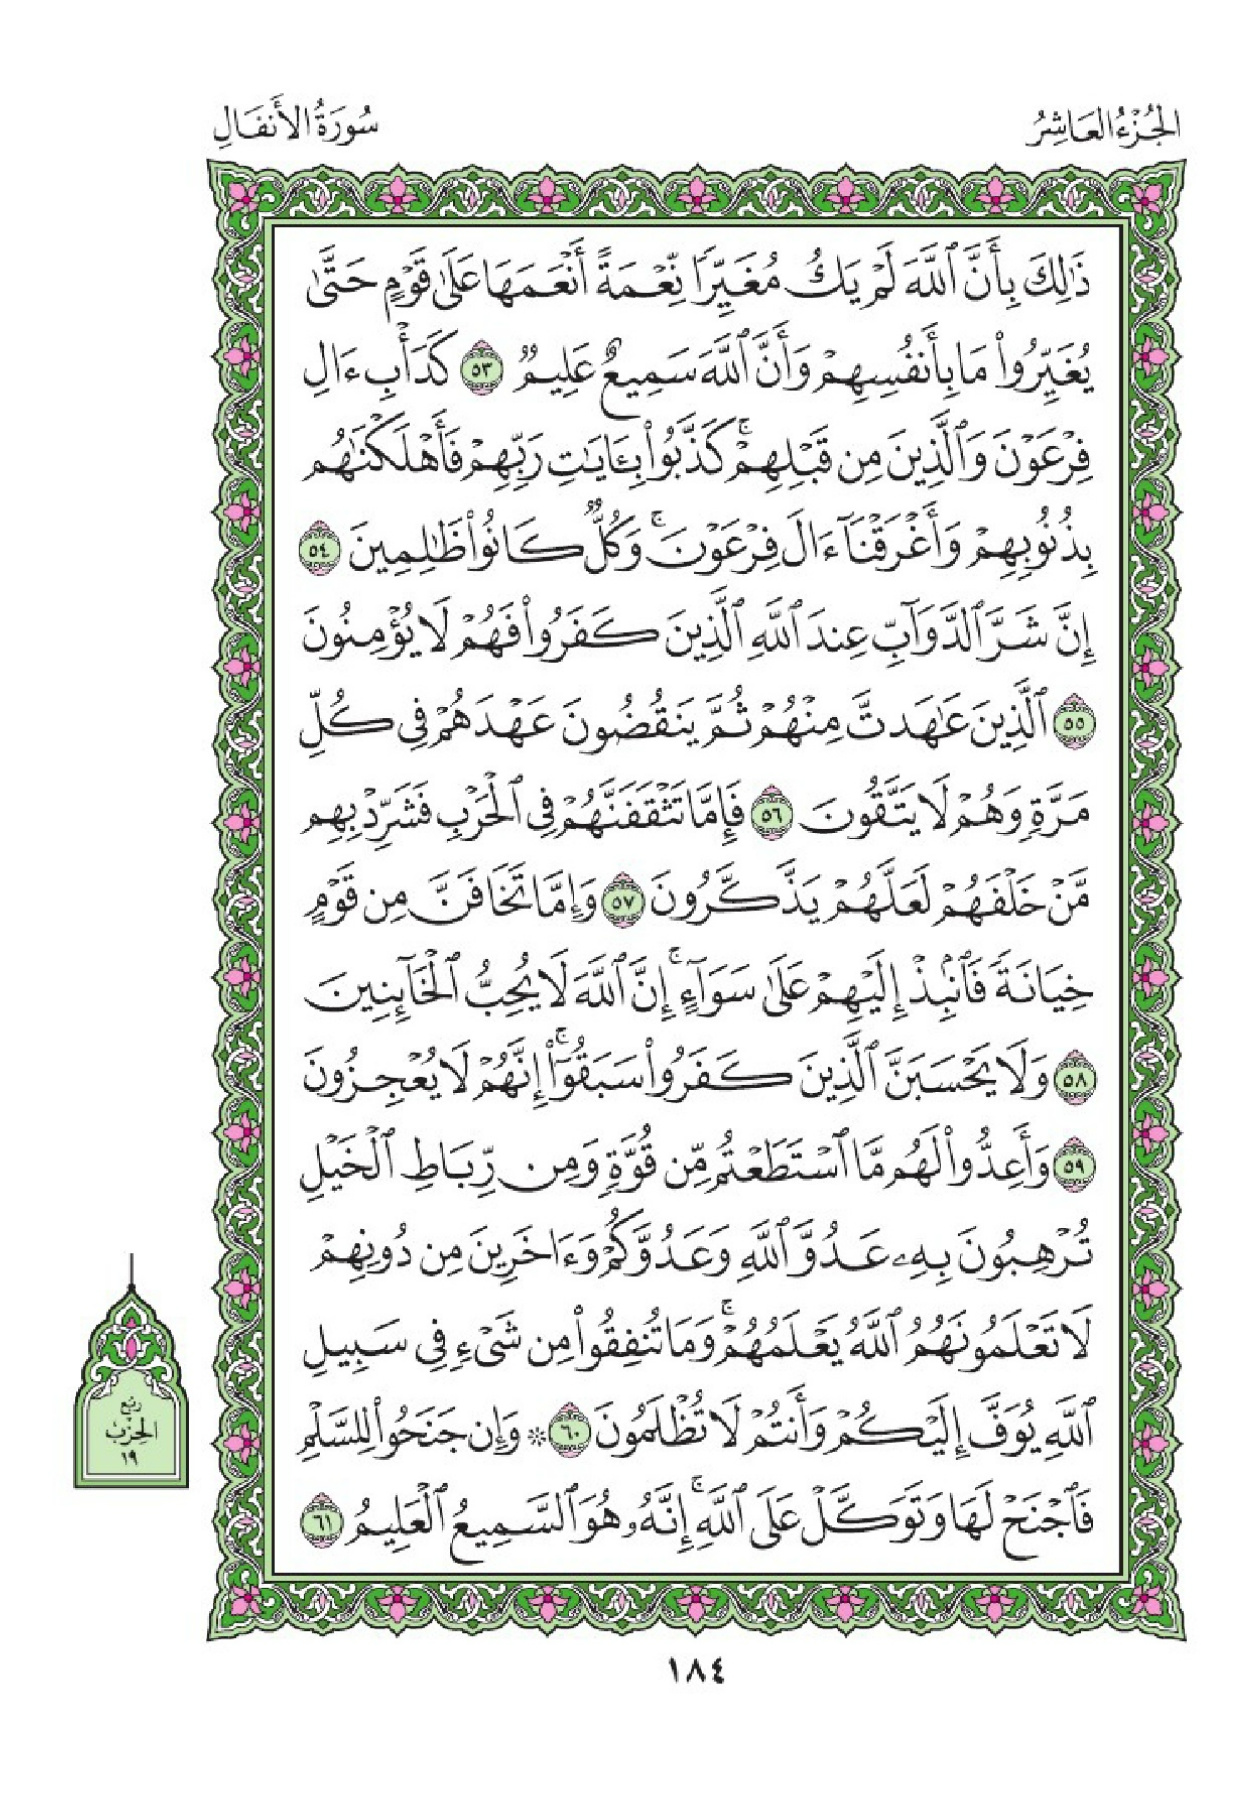 الجُزْءُ العَاشِرُ
سُورَةُ الأَنفَالِ
ذَٰلِكَ بِأَنَّ ٱللَّهَ لَمْ يَكُ مُغَيِّرًا نِّعْمَةً أَنْعَمَهَا عَلَىٰ قَوْمٍ حَتَّىٰ
يُغَيِّرُوا۟ مَا بِأَنفُسِهِمْ وَأَنَّ ٱللَّهَ سَمِيعٌ عَلِيمٌ ٥٣ كَدَأْبِ ءَالِ
فِرْعَوْنَ وَٱلَّذِينَ مِن قَبْلِهِمْ ۚ كَذَّبُوا۟ بِـَٔايَـٰتِ رَبِّهِمْ فَأَهْلَكْنَـٰهُم
بِذُنُوبِهِمْ وَأَغْرَقْنَآ ءَالَ فِرْعَوْنَ ۚ وَكُلٌّ كَانُوا۟ ظَـٰلِمِينَ ٥٤
إِنَّ شَرَّ ٱلدَّوَآبِّ عِندَ ٱللَّهِ ٱلَّذِينَ كَفَرُوا۟ فَهُمْ لَا يُؤْمِنُونَ
٥٥ ٱلَّذِينَ عَـٰهَدتَّ مِنْهُمْ ثُمَّ يَنقُضُونَ عَهْدَهُمْ فِى كُلِّ
مَرَّةٍ وَهُمْ لَا يَتَّقُونَ ٥٦ فَإِمَّا تَثْقَفَنَّهُمْ فِى ٱلْحَرْبِ فَشَرِّدْ بِهِم
مَّنْ خَلْفَهُمْ لَعَلَّهُمْ يَذَّكَّرُونَ ٥٧ وَإِمَّا تَخَافَنَّ مِن قَوْمٍ
خِيَانَةً فَٱنۢبِذْ إِلَيْهِمْ عَلَىٰ سَوَآءٍ ۚ إِنَّ ٱللَّهَ لَا يُحِبُّ ٱلْخَآئِنِينَ
٥٨ وَلَا يَحْسَبَنَّ ٱلَّذِينَ كَفَرُوا۟ سَبَقُوٓا۟ ۚ إِنَّهُمْ لَا يُعْجِزُونَ
٥٩ وَأَعِدُّوا۟ لَهُم مَّا ٱسْتَطَعْتُم مِّن قُوَّةٍ وَمِن رِّبَاطِ ٱلْخَيْلِ
تُرْهِبُونَ بِهِۦ عَدُوَّ ٱللَّهِ وَعَدُوَّكُمْ وَءَاخَرِينَ مِن دُونِهِمْ
لَا تَعْلَمُونَهُمُ ٱللَّهُ يَعْلَمُهُمْ ۚ وَمَا تُنفِقُوا۟ مِن شَىْءٍ فِى سَبِيلِ
ٱللَّهِ يُوَفَّ إِلَيْكُمْ وَأَنتُمْ لَا تُظْلَمُونَ ٦٠ ۞ وَإِن جَنَحُوا۟ لِلسَّلْمِ
فَٱجْنَحْ لَهَا وَتَوَكَّلْ عَلَى ٱللَّهِ ۚ إِنَّهُۥ هُوَ ٱلسَّمِيعُ ٱلْعَلِيمُ ٦١
رُبْع
الحِزْب
١٩
١٨٤